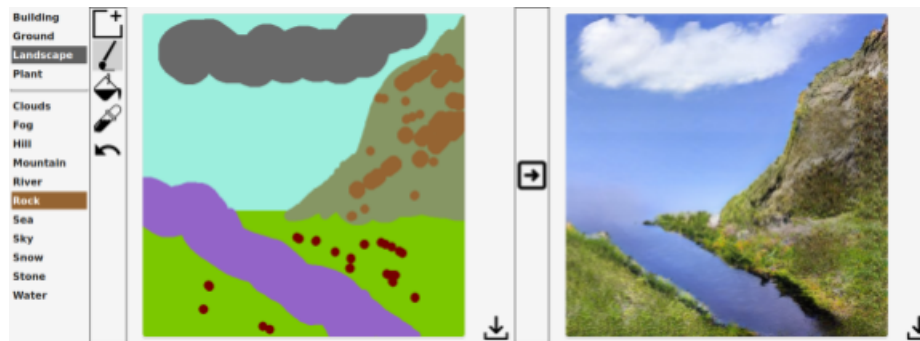 Building
Ground
Landscape
Plant
Clouds
Fog
Hill
Mountain
River
Rock
Sea
Sky
Snow
Stone
Water